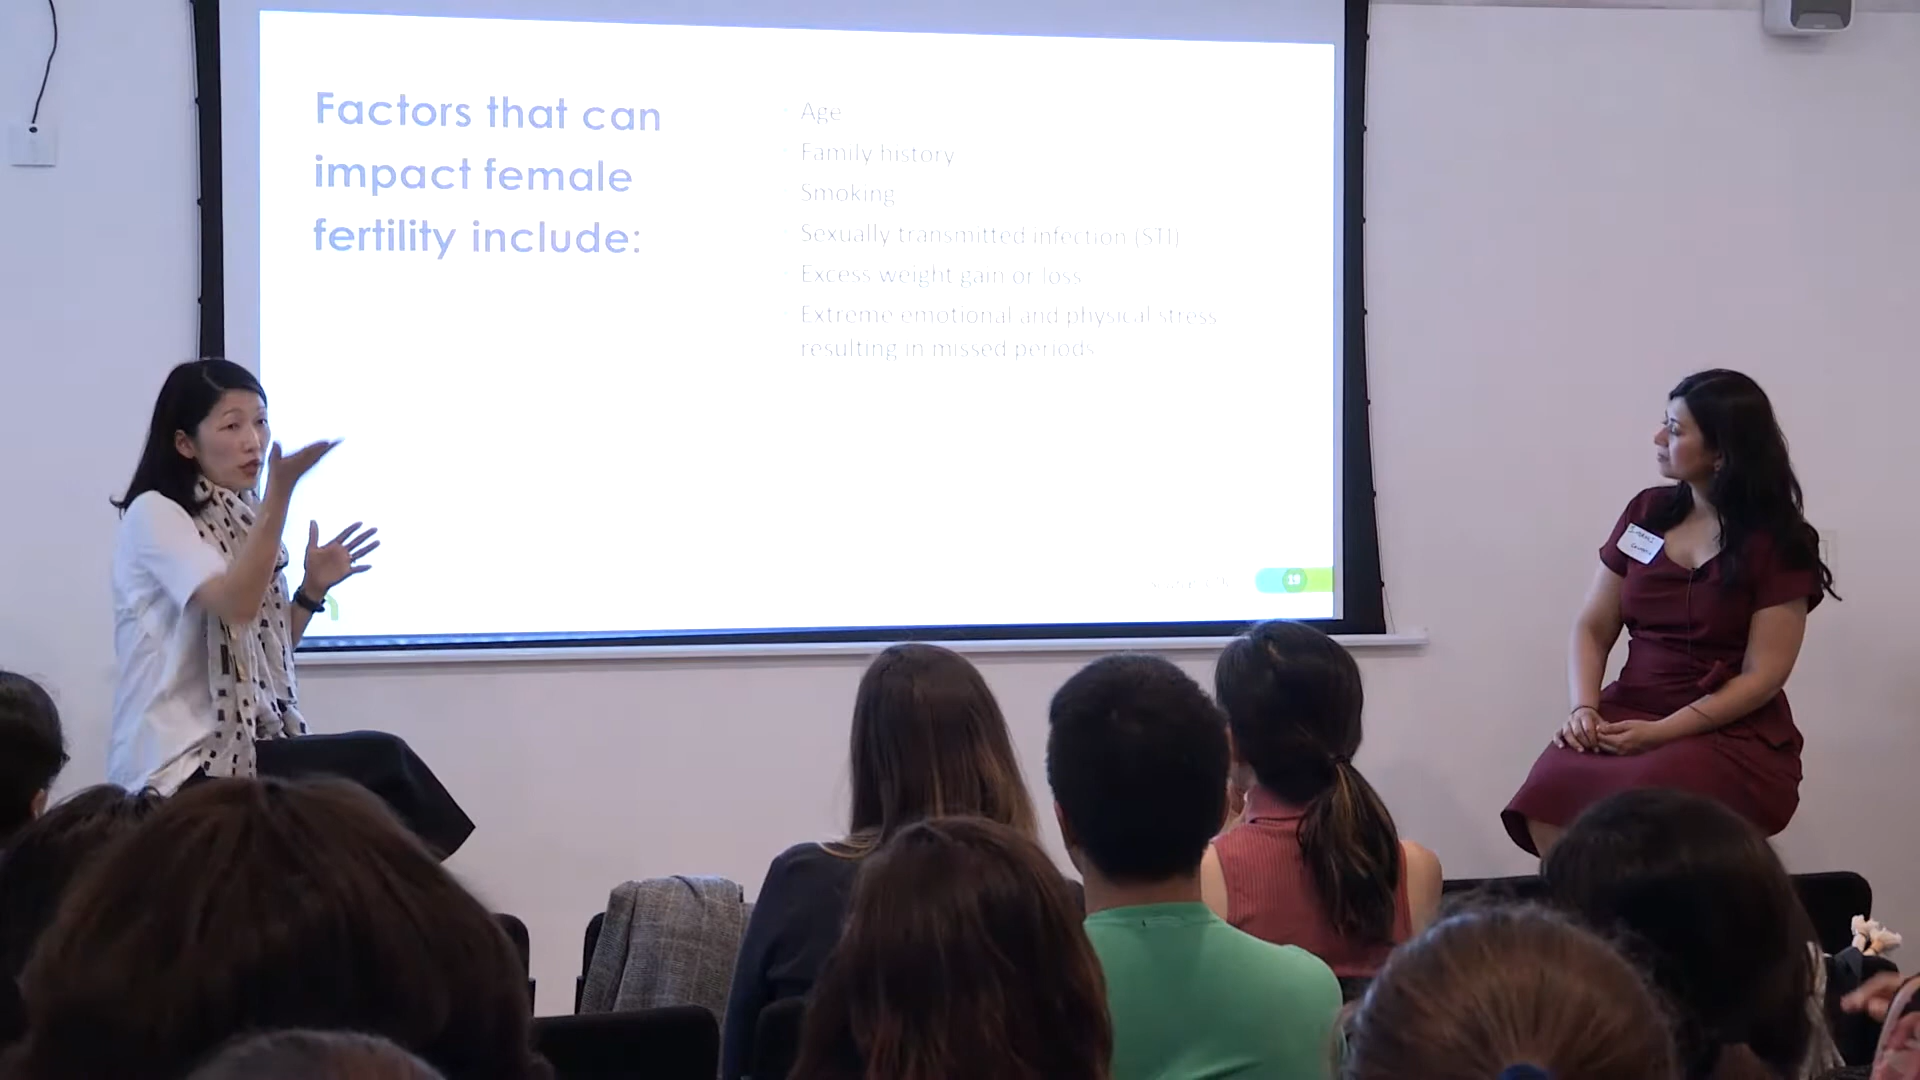 Factors that can
impact female
fertility include:
Age
Family history
Smoking
Sexually transmitted infection (STI)
Excess weight gain or loss
Extreme emotional and physical stress
resulting in missed periods
19